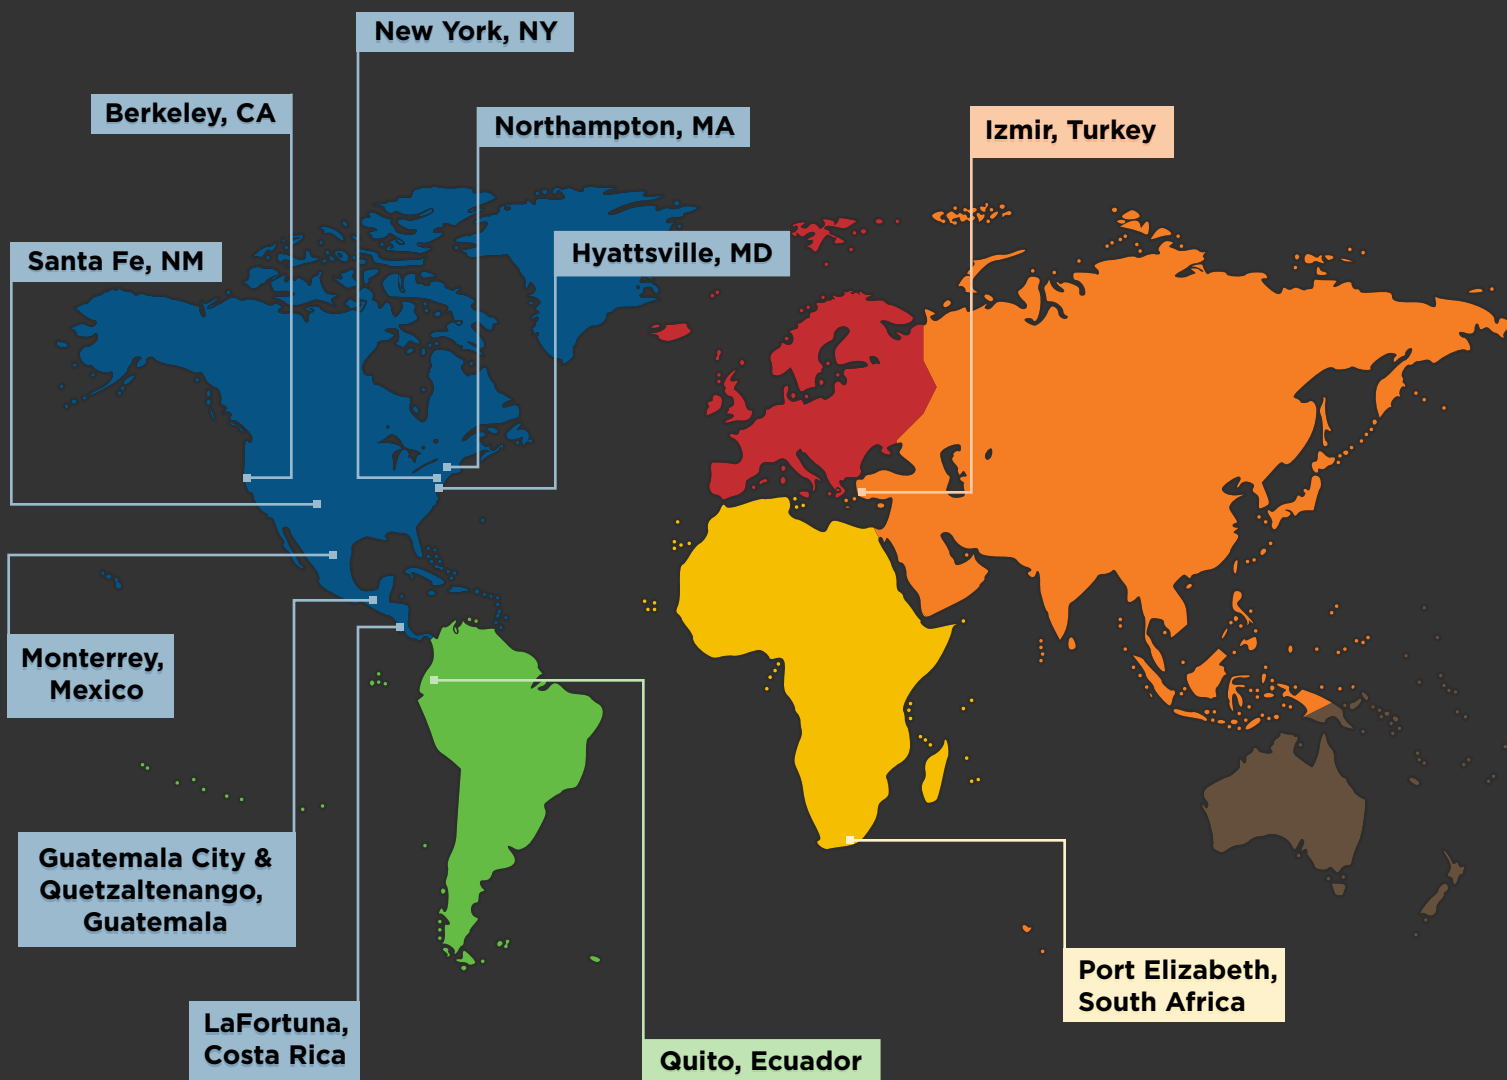 New York, NY
Berkeley, CA
Northampton, MA
Izmir, Turkey
Santa Fe, NM
Hyattsville, MD
Monterrey,
Mexico
Guatemala City &
Quetzaltenango,
Guatemala
Port Elizabeth,
South Africa
LaFortuna,
Costa Rica
Quito, Ecuador